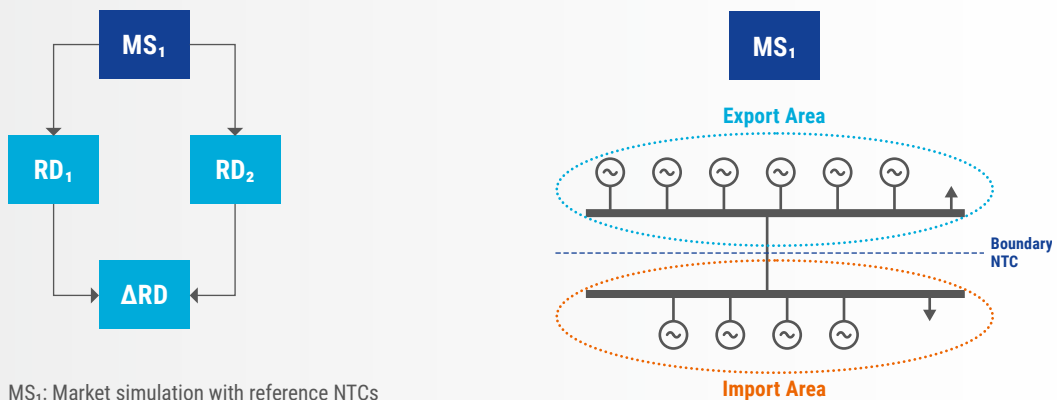 MS₁
RD₁
RD₂
ΔRD
MS₁: Market simulation with reference NTCs
MS₁
Export Area
Boundary
NTC
Import Area